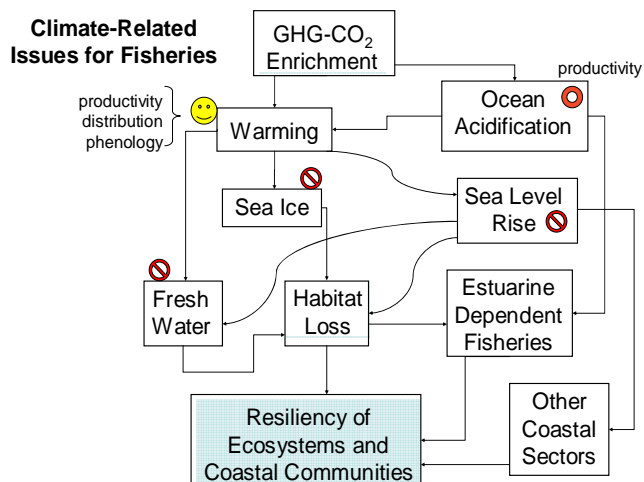 Climate-Related
Issues for Fisheries
GHG-CO₂
Enrichment
productivity
productivity
distribution
phenology
Warming
Ocean
Acidification
Sea Ice
Sea Level
Rise
Fresh
Water
Habitat
Loss
Estuarine
Dependent
Fisheries
Resiliency of
Ecosystems and
Coastal Communities
Other
Coastal
Sectors